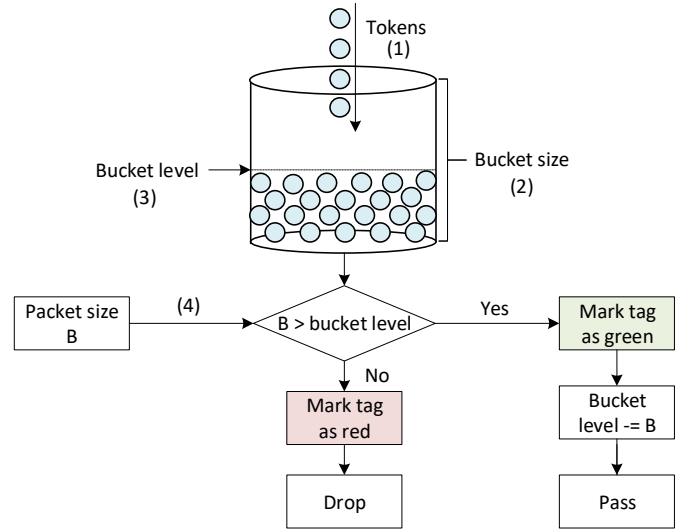 Tokens
(1)
Bucket level
(3)
Bucket size
(2)
Packet size
B
(4)
B > bucket level
Yes
Mark tag
as green
No
Mark tag
as red
Bucket
level -= B
Drop
Pass